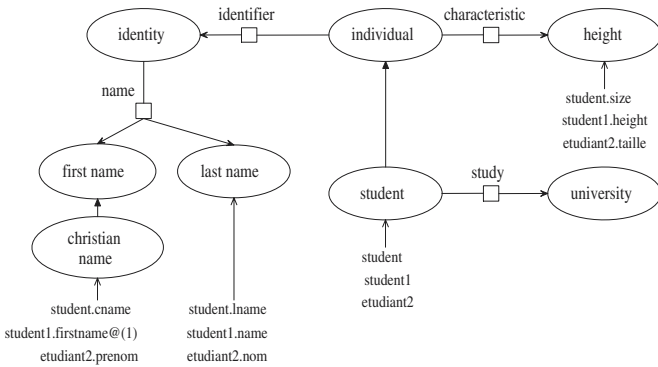 identifier
characteristic
identity
individual
height
name
student.size
student1.height
etudiant2.taille
study
first name
last name
student
university
christian
name
student
student1
etudiant2
student.cname
student1.firstname@(1)
etudiant2.prenom
student.lname
student1.name
etudiant2.nom